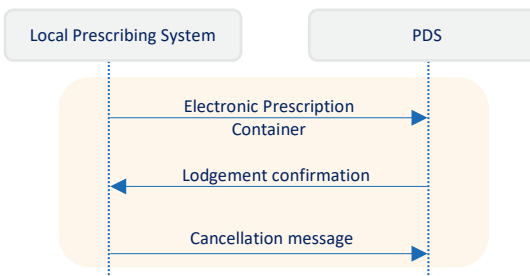 Local Prescribing System
PDS
Electronic Prescription
Container
Lodgement confirmation
Cancellation message